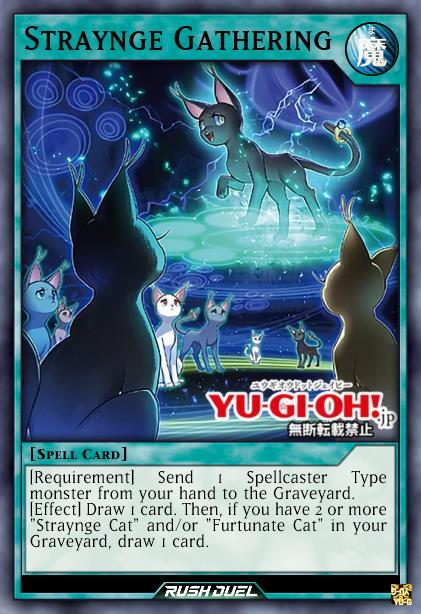 STRAYNGE GATHERING
ま
魔
ユウギオウドットジェイピー
YU-GI-OH!.jp
無断転載禁止
[SPELL CARD]
[Requirement] Send 1 Spellcaster Type
monster from your hand to the Graveyard.
[Effect] Draw 1 card. Then, if you have 2 or more
"Straynge Cat" and/or "Furtunate Cat" in your
Graveyard, draw 1 card.
RUSH DUEL